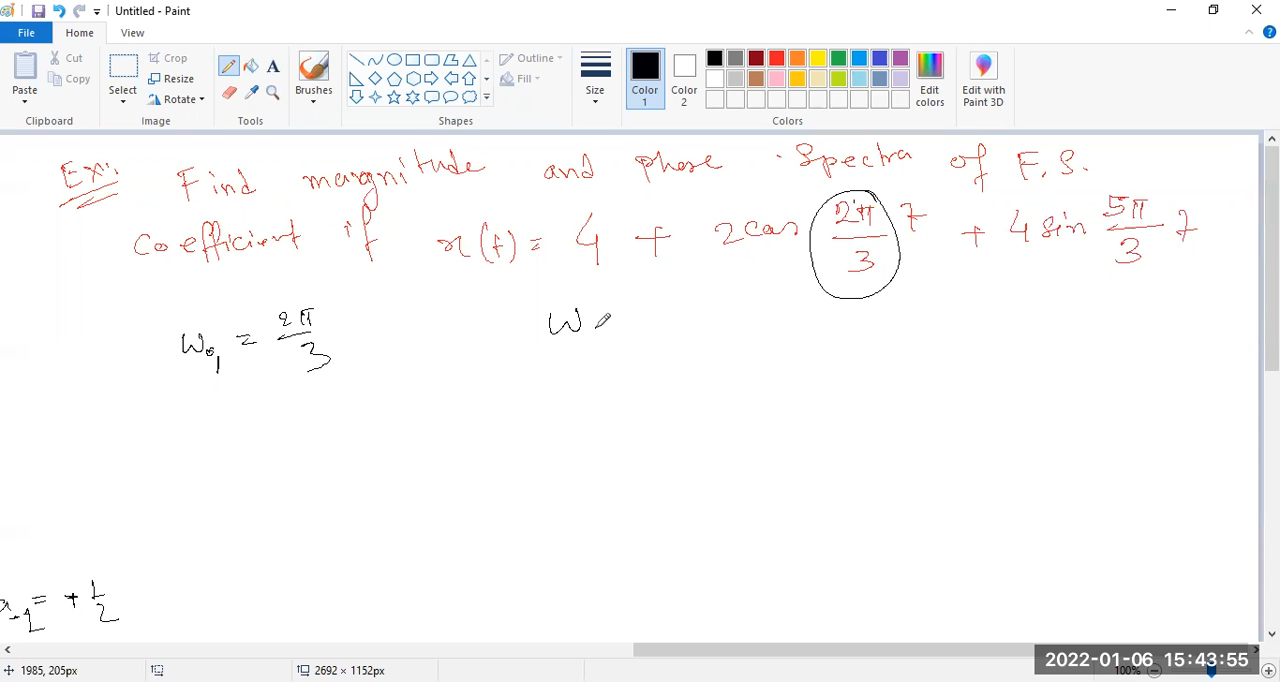 Untitled - Paint
File Home View
Paste Cut Copy
Select Crop Resize Rotate
A
Brushes
Outline
Fill
Size
Color 1
Color 2
Edit colors
Edit with Paint 3D
Clipboard Image Tools Shapes Colors
Ex: Find margnitude and phase Spectra of F.S.
Coefficient if x(t) = 4 + 2cos 2π/3 t + 4 sin 5π/3 t
ω₀₁ = 2π/3 ω
a₋₁ = + 1/2
1985, 205px 2692 × 1152px 100%
2022-01-06 15:43:55